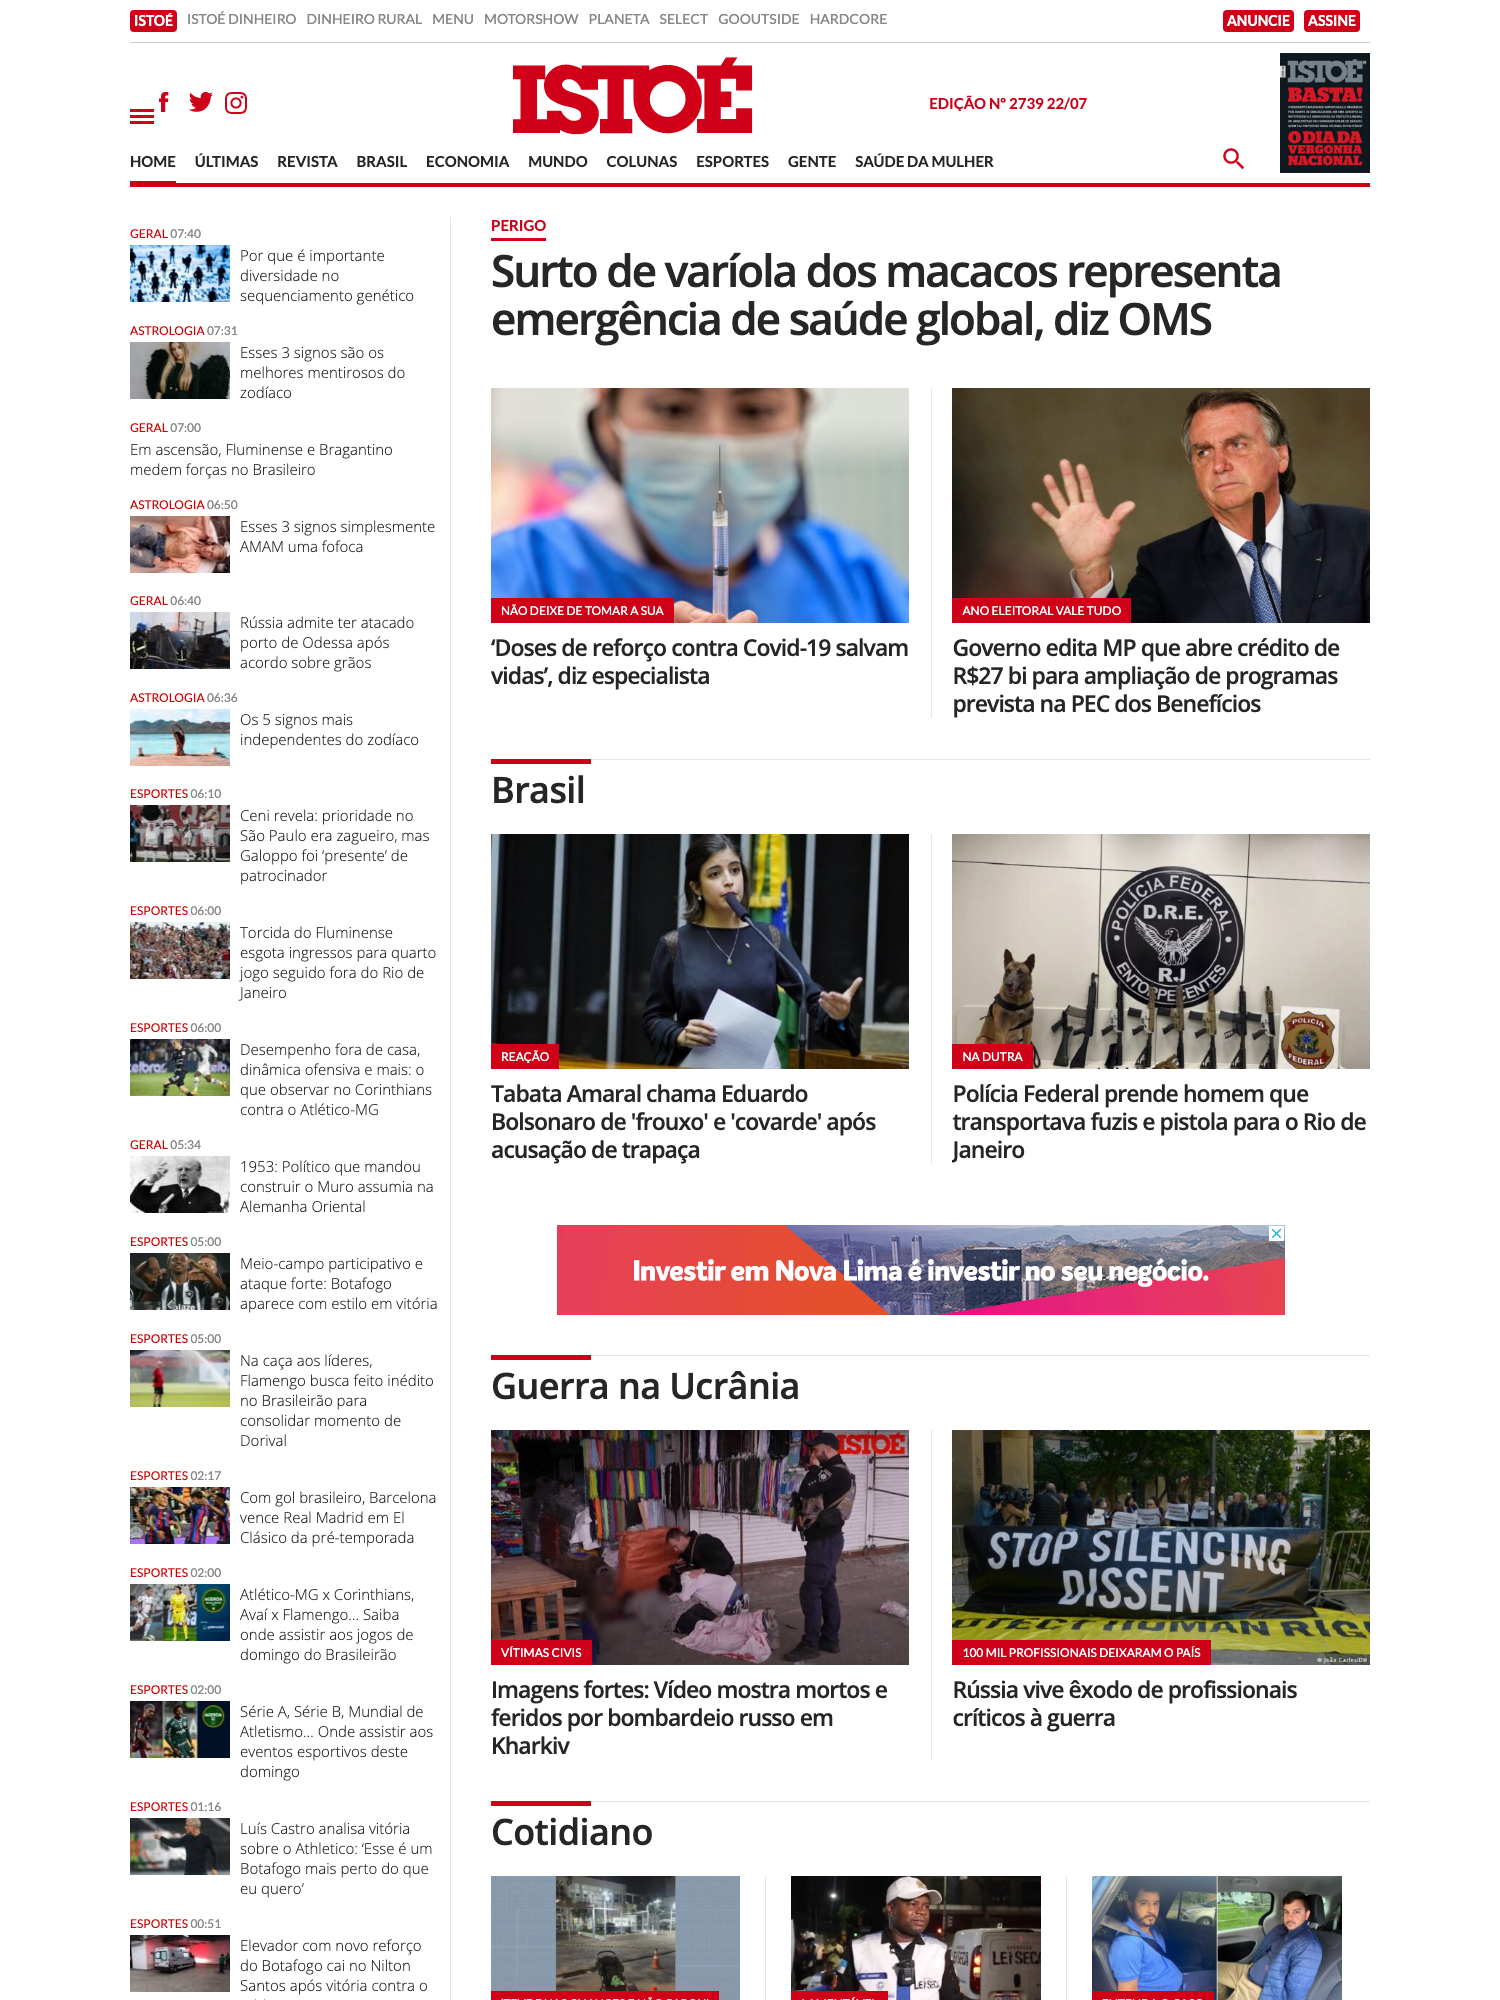 ISTOÉ ISTOÉ DINHEIRO DINHEIRO RURAL MENU MOTORSHOW PLANETA SELECT GOOUTSIDE HARDCORE ANUNCIE ASSINE
ISTOÉ
EDIÇÃO Nº 2739 22/07
ISTOÉ
BASTA!
O DIA DA
VERGONHA
NACIONAL
HOME ÚLTIMAS REVISTA BRASIL ECONOMIA MUNDO COLUNAS ESPORTES GENTE SAÚDE DA MULHER
GERAL 07:40
Por que é importante
diversidade no
sequenciamento genético
ASTROLOGIA 07:31
Esses 3 signos são os
melhores mentirosos do
zodíaco
GERAL 07:00
Em ascensão, Fluminense e Bragantino
medem forças no Brasileiro
ASTROLOGIA 06:50
Esses 3 signos simplesmente
AMAM uma fofoca
GERAL 06:40
Rússia admite ter atacado
porto de Odessa após
acordo sobre grãos
ASTROLOGIA 06:36
Os 5 signos mais
independentes do zodíaco
ESPORTES 06:10
Ceni revela: prioridade no
São Paulo era zagueiro, mas
Galoppo foi ‘presente’ de
patrocinador
ESPORTES 06:00
Torcida do Fluminense
esgota ingressos para quarto
jogo seguido fora do Rio de
Janeiro
ESPORTES 06:00
Desempenho fora de casa,
dinâmica ofensiva e mais: o
que observar no Corinthians
contra o Atlético-MG
GERAL 05:34
1953: Político que mandou
construir o Muro assumia na
Alemanha Oriental
ESPORTES 05:00
Meio-campo participativo e
ataque forte: Botafogo
aparece com estilo em vitória
ESPORTES 05:00
Na caça aos líderes,
Flamengo busca feito inédito
no Brasileirão para
consolidar momento de
Dorival
ESPORTES 02:17
Com gol brasileiro, Barcelona
vence Real Madrid em El
Clásico da pré-temporada
ESPORTES 02:00
Atlético-MG x Corinthians,
Avaí x Flamengo... Saiba
onde assistir aos jogos de
domingo do Brasileirão
ESPORTES 02:00
Série A, Série B, Mundial de
Atletismo... Onde assistir aos
eventos esportivos deste
domingo
ESPORTES 01:16
Luís Castro analisa vitória
sobre o Athletico: ‘Esse é um
Botafogo mais perto do que
eu quero’
ESPORTES 00:51
Elevador com novo reforço
do Botafogo cai no Nilton
Santos após vitória contra o
PERIGO
Surto de varíola dos macacos representa
emergência de saúde global, diz OMS
NÃO DEIXE DE TOMAR A SUA
‘Doses de reforço contra Covid-19 salvam
vidas’, diz especialista
ANO ELEITORAL VALE TUDO
Governo edita MP que abre crédito de
R$27 bi para ampliação de programas
prevista na PEC dos Benefícios
Brasil
REAÇÃO
Tabata Amaral chama Eduardo
Bolsonaro de 'frouxo' e 'covarde' após
acusação de trapaça
POLÍCIA FEDERAL
D.R.E.
RJ
ENTORPECENTES
POLÍCIA
FEDERAL
NA DUTRA
Polícia Federal prende homem que
transportava fuzis e pistola para o Rio de
Janeiro
Investir em Nova Lima é investir no seu negócio.
Guerra na Ucrânia
ISTOÉ
VÍTIMAS CIVIS
Imagens fortes: Vídeo mostra mortos e
feridos por bombardeio russo em
Kharkiv
STOP SILENCING
DISSENT
HUMAN
100 MIL PROFISSIONAIS DEIXARAM O PAÍS
© João Carlos/DW
Rússia vive êxodo de profissionais
críticos à guerra
Cotidiano
LEI SECA